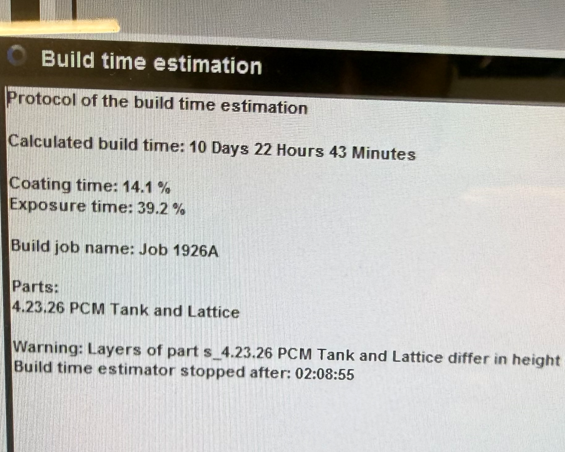 Build time estimation
Protocol of the build time estimation
Calculated build time: 10 Days 22 Hours 43 Minutes
Coating time: 14.1 %
Exposure time: 39.2 %
Build job name: Job 1926A
Parts:
4.23.26 PCM Tank and Lattice
Warning: Layers of part s_4.23.26 PCM Tank and Lattice differ in height
Build time estimator stopped after: 02:08:55